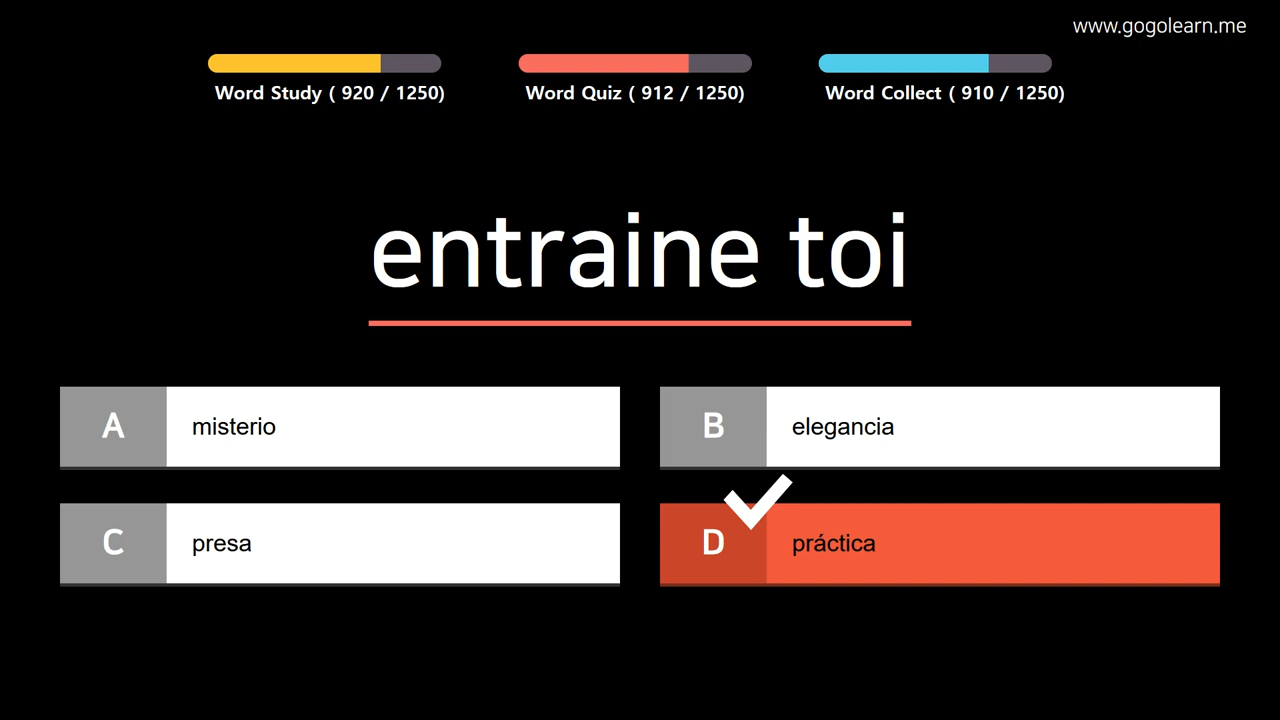 www.gogolearn.me
Word Study ( 920 / 1250)
Word Quiz ( 912 / 1250)
Word Collect ( 910 / 1250)
entraine toi
A misterio
B elegancia
C presa
D práctica